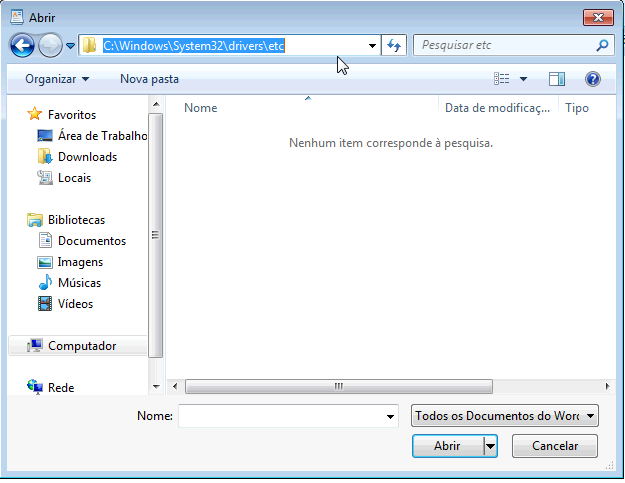 Abrir
C:\Windows\System32\drivers\etc
Pesquisar etc
Organizar
Nova pasta
Nome
Data de modificaç...
Tipo
Nenhum item corresponde à pesquisa.
Favoritos
Área de Trabalho
Downloads
Locais
Bibliotecas
Documentos
Imagens
Músicas
Vídeos
Computador
Rede
Nome:
Todos os Documentos do Word
Abrir
Cancelar